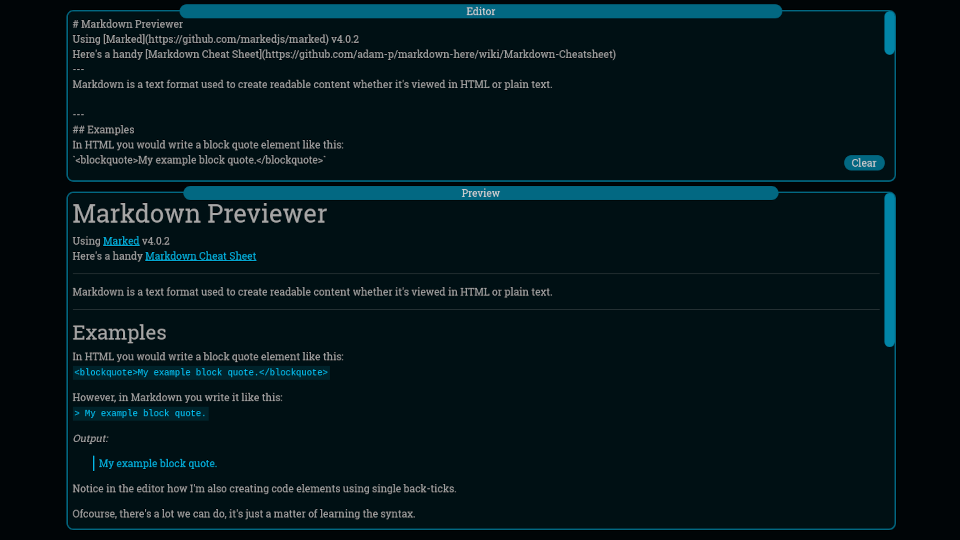 Editor
# Markdown Previewer
Using [Marked](https://github.com/markedjs/marked) v4.0.2
Here's a handy [Markdown Cheat Sheet](https://github.com/adam-p/markdown-here/wiki/Markdown-Cheatsheet)
---
Markdown is a text format used to create readable content whether it's viewed in HTML or plain text.
---
## Examples
In HTML you would write a block quote element like this:
`<blockquote>My example block quote.</blockquote>`
Clear
Preview
Markdown Previewer
Using Marked v4.0.2
Here's a handy Markdown Cheat Sheet
Markdown is a text format used to create readable content whether it's viewed in HTML or plain text.
Examples
In HTML you would write a block quote element like this:
<blockquote>My example block quote.</blockquote>
However, in Markdown you write it like this:
> My example block quote.
Output:
My example block quote.
Notice in the editor how I'm also creating code elements using single back-ticks.
Ofcourse, there's a lot we can do, it's just a matter of learning the syntax.